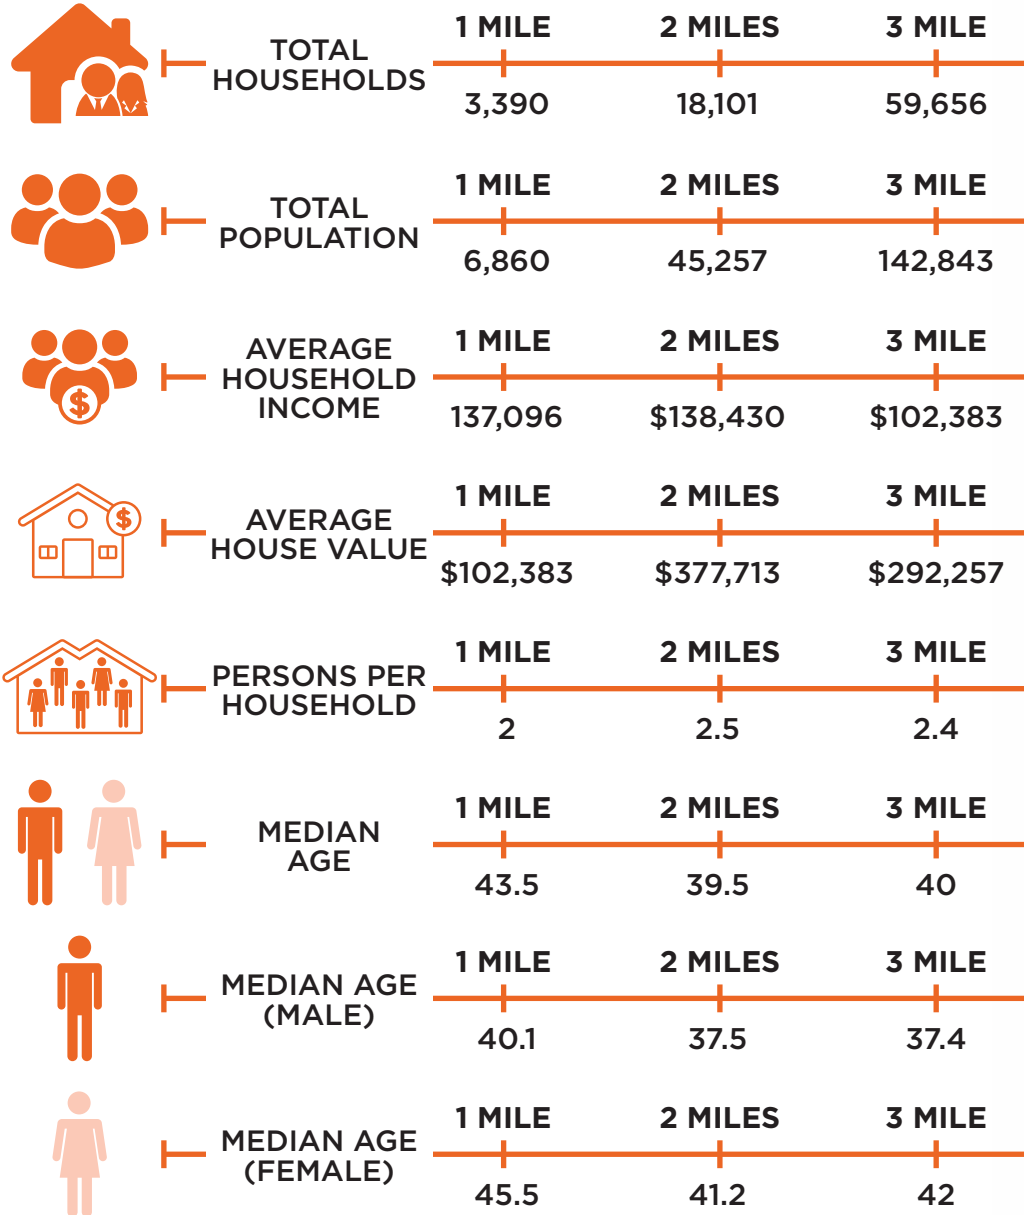 TOTAL
HOUSEHOLDS
1 MILE 2 MILES 3 MILE
3,390 18,101 59,656
TOTAL
POPULATION
1 MILE 2 MILES 3 MILE
6,860 45,257 142,843
AVERAGE
HOUSEHOLD
INCOME
1 MILE 2 MILES 3 MILE
137,096 $138,430 $102,383
$
AVERAGE
HOUSE VALUE
1 MILE 2 MILES 3 MILE
$102,383 $377,713 $292,257
$
PERSONS PER
HOUSEHOLD
1 MILE 2 MILES 3 MILE
2 2.5 2.4
MEDIAN
AGE
1 MILE 2 MILES 3 MILE
43.5 39.5 40
MEDIAN AGE
(MALE)
1 MILE 2 MILES 3 MILE
40.1 37.5 37.4
MEDIAN AGE
(FEMALE)
1 MILE 2 MILES 3 MILE
45.5 41.2 42